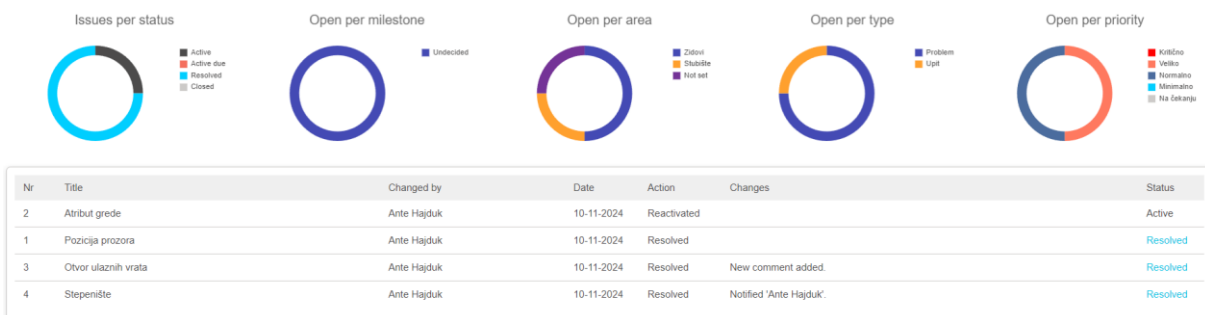 Issues per status
Active
Active due
Resolved
Closed
Open per milestone
Undecided
Open per area
Zidovi
Stubište
Not set
Open per type
Problem
Upit
Open per priority
Kritično
Veliko
Normalno
Minimalno
Na čekanju
Nr Title Changed by Date Action Changes Status
2 Atribut grede Ante Hajduk 10-11-2024 Reactivated Active
1 Pozicija prozora Ante Hajduk 10-11-2024 Resolved Resolved
3 Otvor ulaznih vrata Ante Hajduk 10-11-2024 Resolved New comment added. Resolved
4 Stepenište Ante Hajduk 10-11-2024 Resolved Notified 'Ante Hajduk'. Resolved